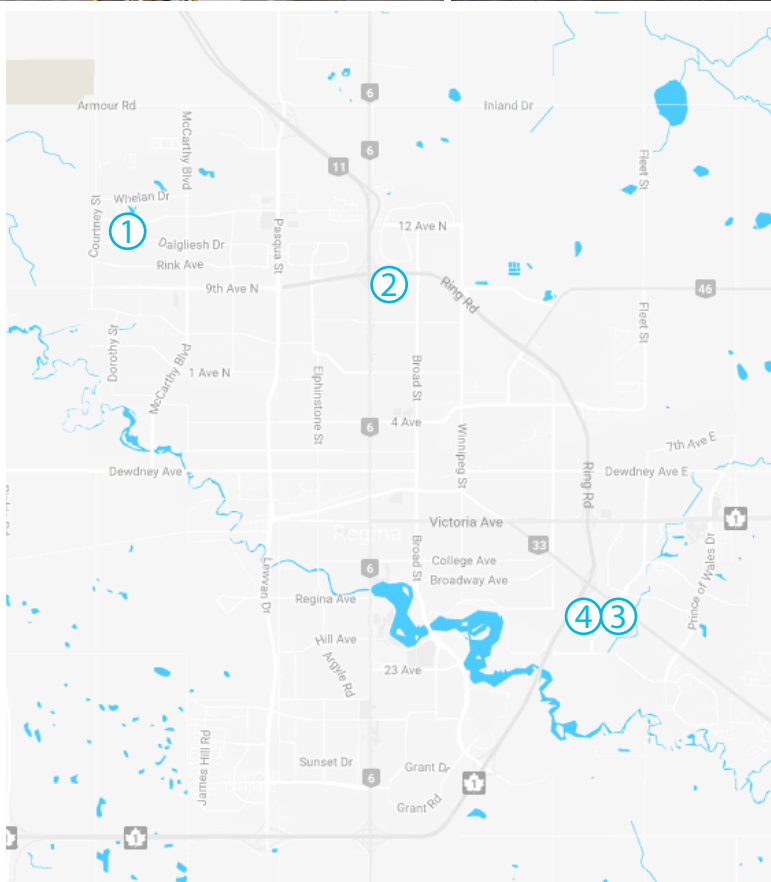 6
Armour Rd
Inland Dr
McCarthy Blvd
6
11
Fleet St
Whelan Dr
Courtney St
1
Pasqua St
12 Ave N
Dalgliesh Dr
Rink Ave
9th Ave N
2
Ring Rd
46
Fleet St
Dorothy St
McCarthy Blvd
1 Ave N
Elphinstone St
Broad St
6
4 Ave
Winnipeg St
7th Ave E
Dewdney Ave
Ring Rd
Dewdney Ave E
Victoria Ave
1
Regina
33
Broad St
College Ave
6
Broadway Ave
Lewvan Dr
Prince of Wales Dr
Regina Ave
4
3
Hill Ave
Argyle Rd
23 Ave
James Hill Rd
Sunset Dr
Grant Dr
6
1
Grant Rd
1